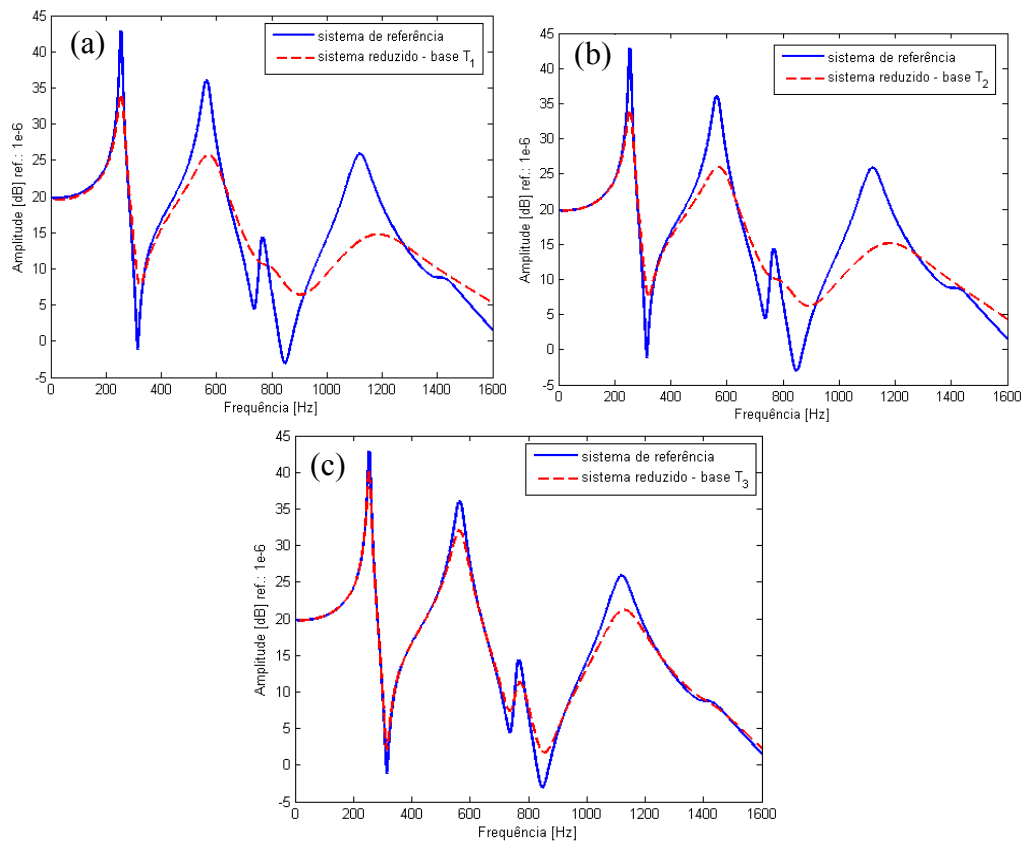 (a)
sistema de referência
sistema reduzido - base T1
Amplitude [dB] ref.: 1e-6
45
40
35
30
25
20
15
10
5
0
-5
0 200 400 600 800 1000 1200 1400 1600
Frequência [Hz]
(b)
sistema de referência
sistema reduzido - base T2
Amplitude [dB] ref.: 1e-6
45
40
35
30
25
20
15
10
5
0
-5
0 200 400 600 800 1000 1200 1400 1600
Frequência [Hz]
(c)
sistema de referência
sistema reduzido - base T3
Amplitude [dB] ref.: 1e-6
45
40
35
30
25
20
15
10
5
0
-5
0 200 400 600 800 1000 1200 1400 1600
Frequência [Hz]